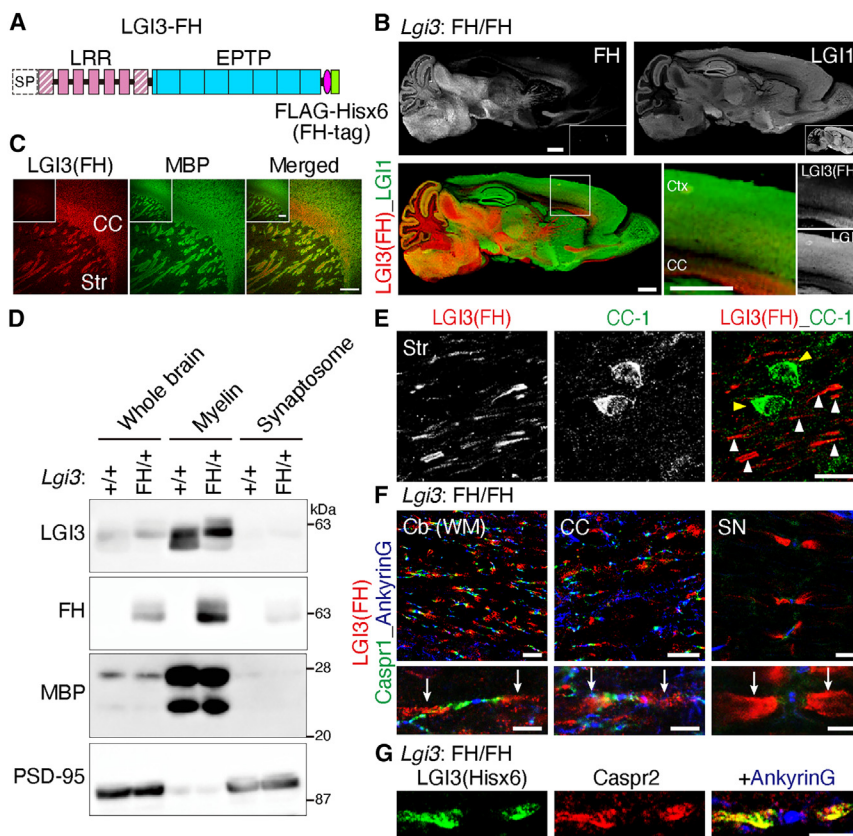 A
LGI3-FH
LRR
EPTP
SP
FLAG-Hisx6
(FH-tag)
B
Lgi3: FH/FH
FH
LGI1
LGI3(FH)_LGI1
Ctx
CC
LGI3(FH)
LGI
C
LGI3(FH)
MBP
Merged
CC
Str
D
Whole brain
Myelin
Synaptosome
Lgi3:
+/+
FH/+
+/+
FH/+
+/+
FH/+
kDa
LGI3
63
FH
63
MBP
28
20
PSD-95
87
E
LGI3(FH)
CC-1
LGI3(FH)_CC-1
Str
F
Lgi3: FH/FH
LGI3(FH)
Caspr1_AnkyrinG
Cb (WM)
CC
SN
G
Lgi3: FH/FH
LGI3(Hisx6)
Caspr2
+AnkyrinG